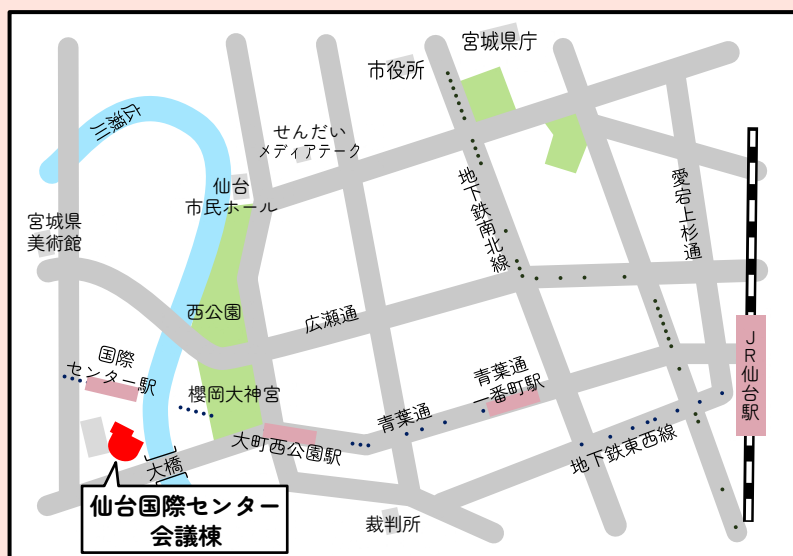 宮城県庁
市役所
広瀬川
せんだい
メディアテーク
地下鉄南北線
愛宕上杉通
仙台
市民ホール
宮城県
美術館
西公園
広瀬通
JR仙台駅
国際
センター駅
櫻岡大神宮
青葉通
青葉通
一番町駅
大町西公園駅
地下鉄東西線
大橋
仙台国際センター
会議棟
裁判所